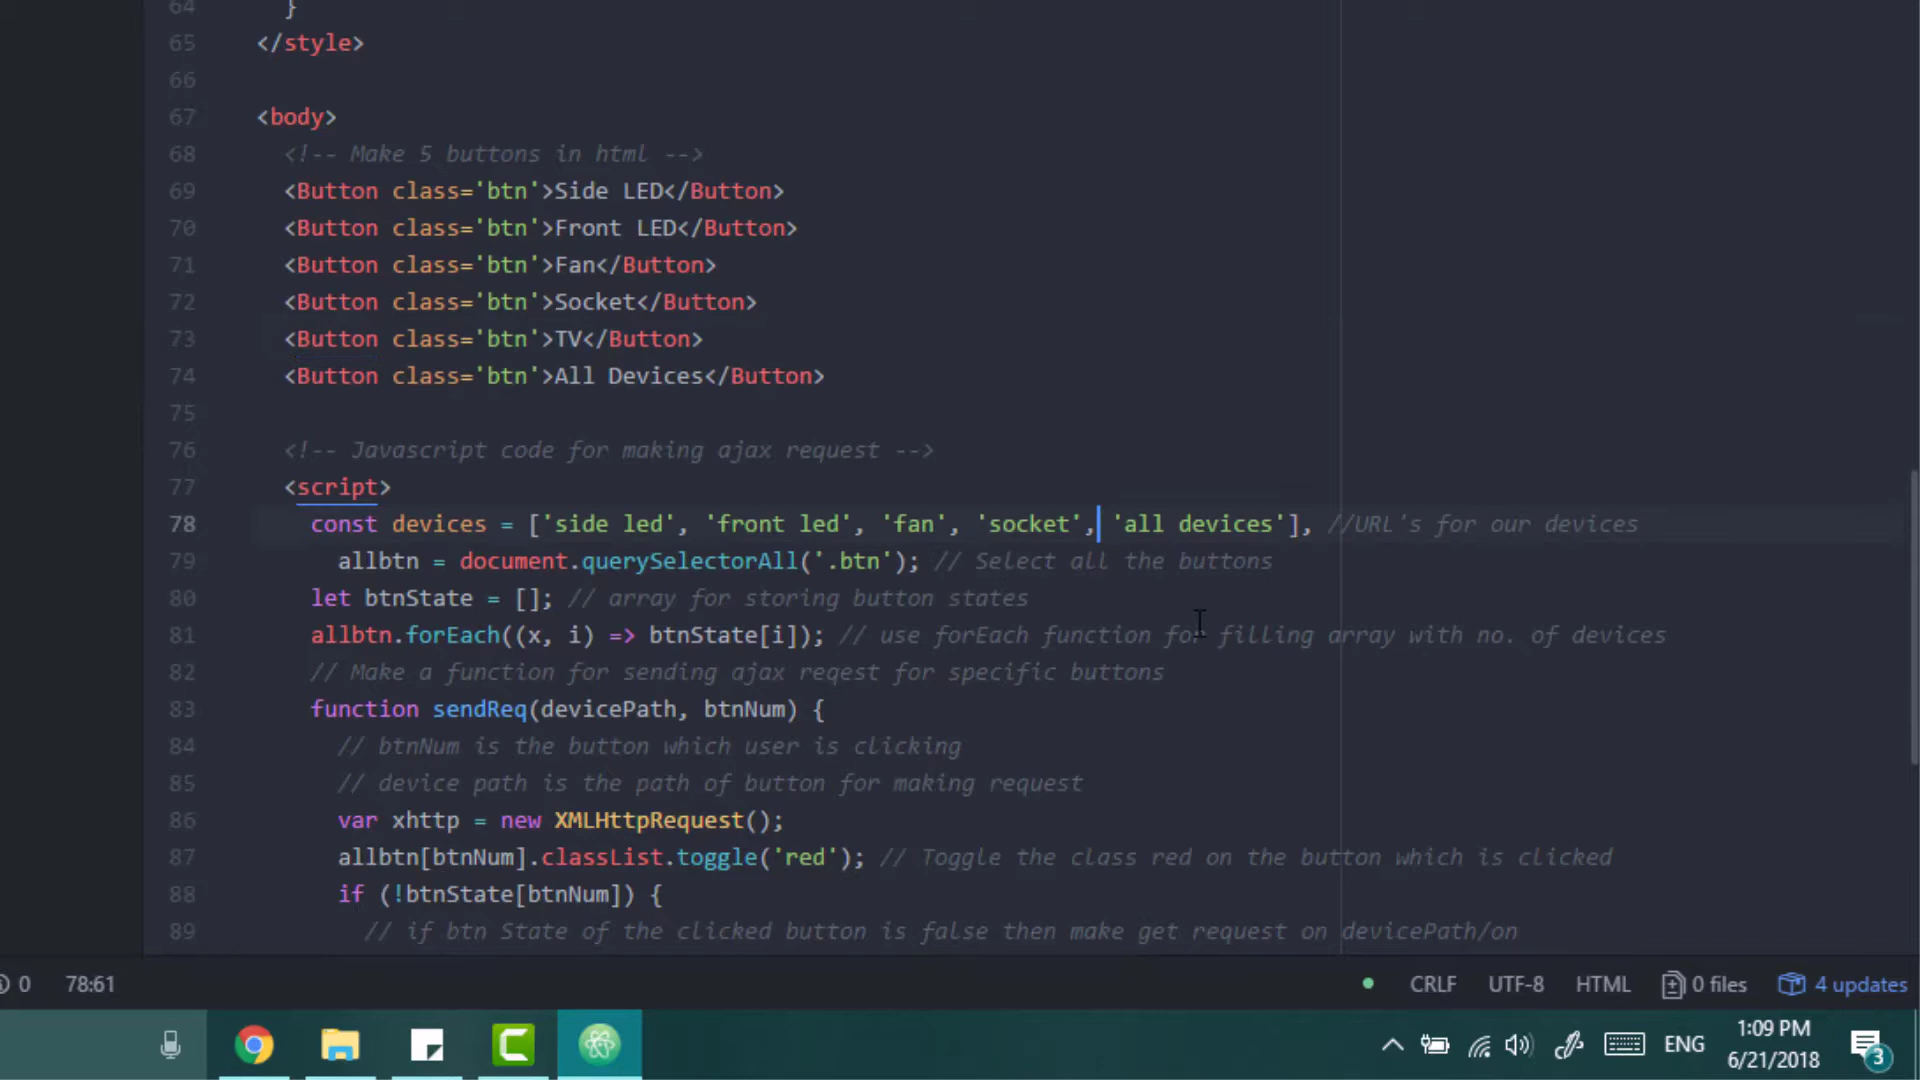 64 }
65 </style>
66
67 <body>
68 <!-- Make 5 buttons in html -->
69 <Button class='btn'>Side LED</Button>
70 <Button class='btn'>Front LED</Button>
71 <Button class='btn'>Fan</Button>
72 <Button class='btn'>Socket</Button>
73 <Button class='btn'>TV</Button>
74 <Button class='btn'>All Devices</Button>
75
76 <!-- Javascript code for making ajax request -->
77 <script>
78 const devices = ['side led', 'front led', 'fan', 'socket', 'all devices'], //URL's for our devices
79 allbtn = document.querySelectorAll('.btn'); // Select all the buttons
80 let btnState = []; // array for storing button states
81 allbtn.forEach((x, i) => btnState[i]); // use forEach function for filling array with no. of devices
82 // Make a function for sending ajax reqest for specific buttons
83 function sendReq(devicePath, btnNum) {
84 // btnNum is the button which user is clicking
85 // device path is the path of button for making request
86 var xhttp = new XMLHttpRequest();
87 allbtn[btnNum].classList.toggle('red'); // Toggle the class red on the button which is clicked
88 if (!btnState[btnNum]) {
89 // if btn State of the clicked button is false then make get request on devicePath/on
0 78:61 CRLF UTF-8 HTML 0 files 4 updates
ENG 1:09 PM 3
6/21/2018